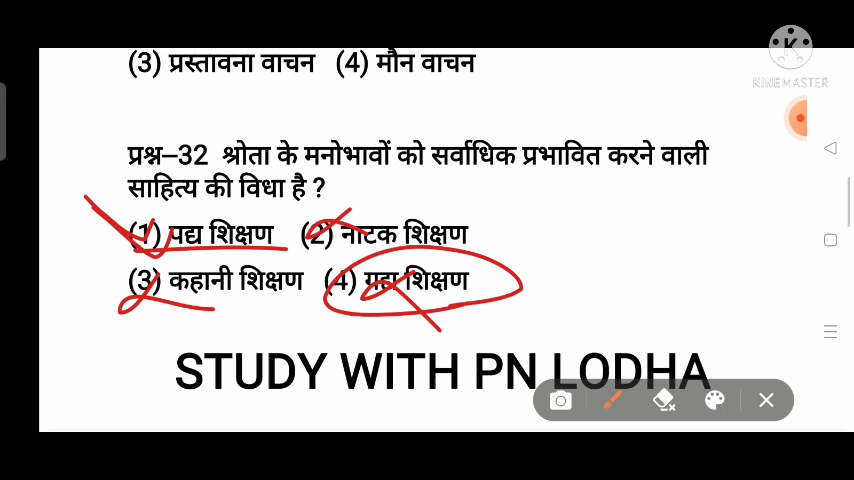 KINEMASTER
(3) प्रस्तावना वाचन (4) मौन वाचन
प्रश्न–32 श्रोता के मनोभावों को सर्वाधिक प्रभावित करने वाली
साहित्य की विधा है ?
(1) पद्य शिक्षण (2) नाटक शिक्षण
(3) कहानी शिक्षण (4) गद्य शिक्षण
STUDY WITH PN LODHA